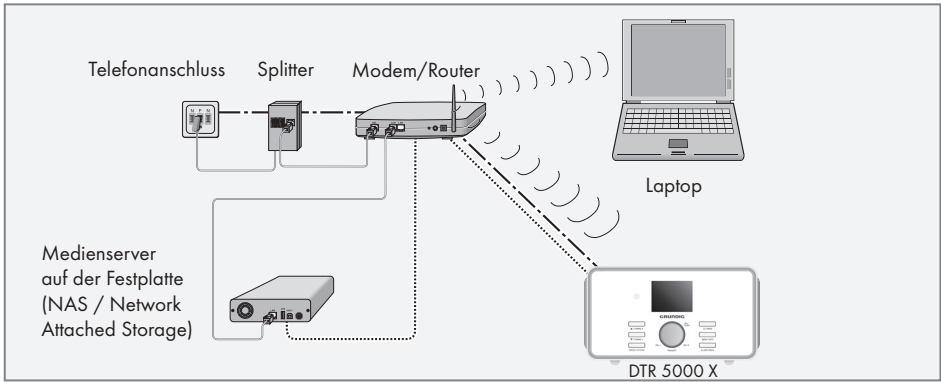 Telefonanschluss
Splitter
Modem/Router
Laptop
Medienserver
auf der Festplatte
(NAS / Network
Attached Storage)
GRUNDIG
DTR 5000 X